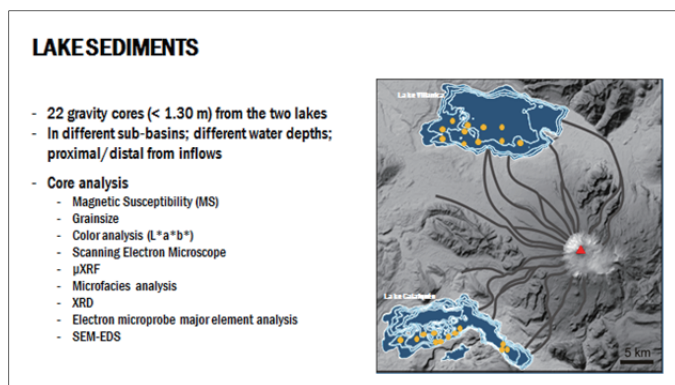 LAKE SEDIMENTS
- 22 gravity cores (< 1.30 m) from the two lakes
- In different sub-basins; different water depths;
proximal/distal from inflows
- Core analysis
- Magnetic Susceptibility (MS)
- Grainsize
- Color analysis (L*a*b*)
- Scanning Electron Microscope
- µXRF
- Microfacies analysis
- XRD
- Electron microprobe major element analysis
- SEM-EDS
Lake Villarrica
Lake Calafquén
5 km